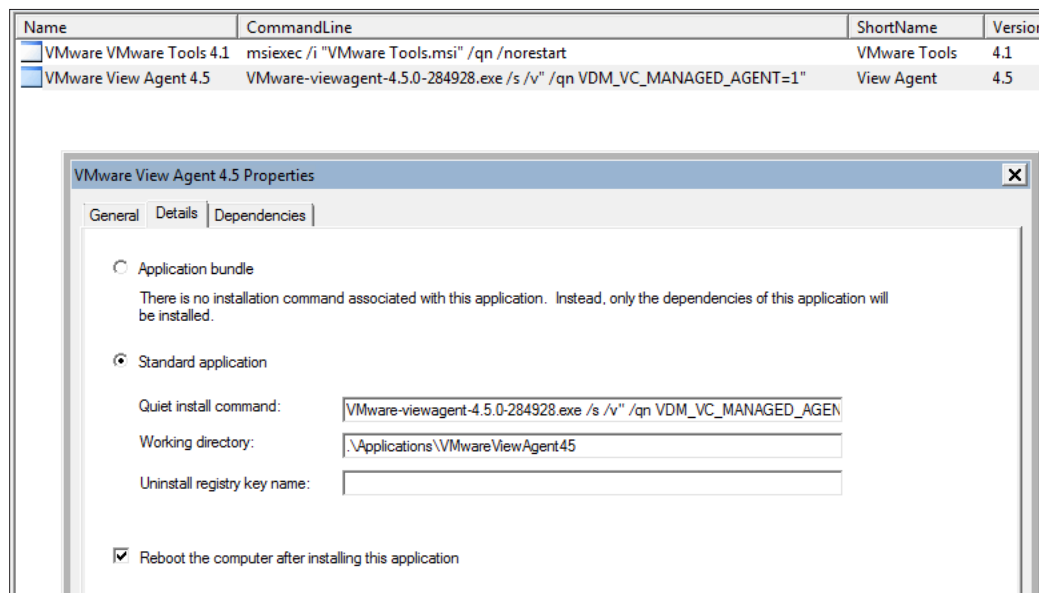 Name CommandLine ShortName Version
VMware VMware Tools 4.1 msiexec /i "VMware Tools.msi" /qn /norestart VMware Tools 4.1
VMware View Agent 4.5 VMware-viewagent-4.5.0-284928.exe /s /v" /qn VDM_VC_MANAGED_AGENT=1" View Agent 4.5
VMware View Agent 4.5 Properties
General Details Dependencies
Application bundle
There is no installation command associated with this application. Instead, only the dependencies of this application will
be installed.
Standard application
Quiet install command: VMware-viewagent-4.5.0-284928.exe /s /v" /qn VDM_VC_MANAGED_AGEN
Working directory: .\Applications\VMwareViewAgent45
Uninstall registry key name:
Reboot the computer after installing this application